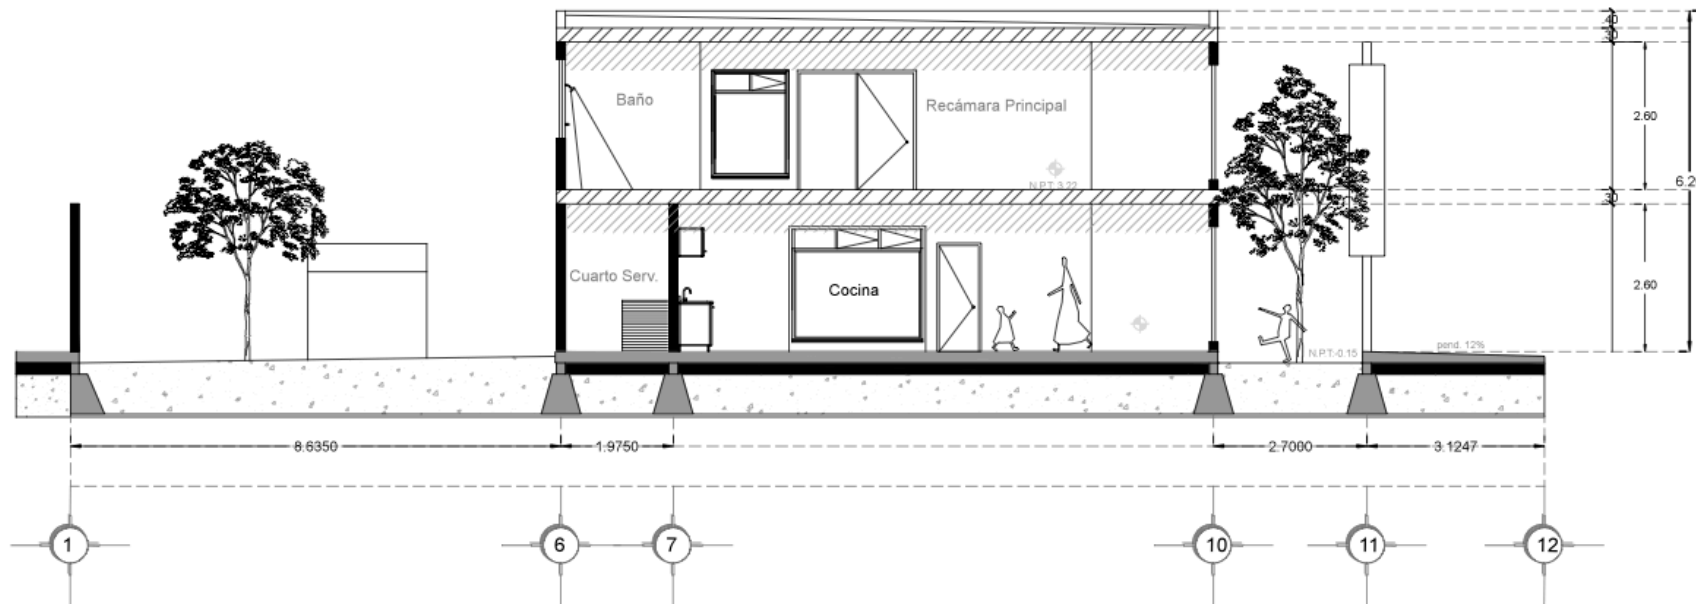 .40
2.60
Baño
Recámara Principal
N.P.T: 3.22
6.2
.30
Cuarto Serv.
Cocina
2.60
pend. 12%
N.P.T:-0.15
8.6350
1.9750
2.7000
3.1247
1
6
7
10
11
12